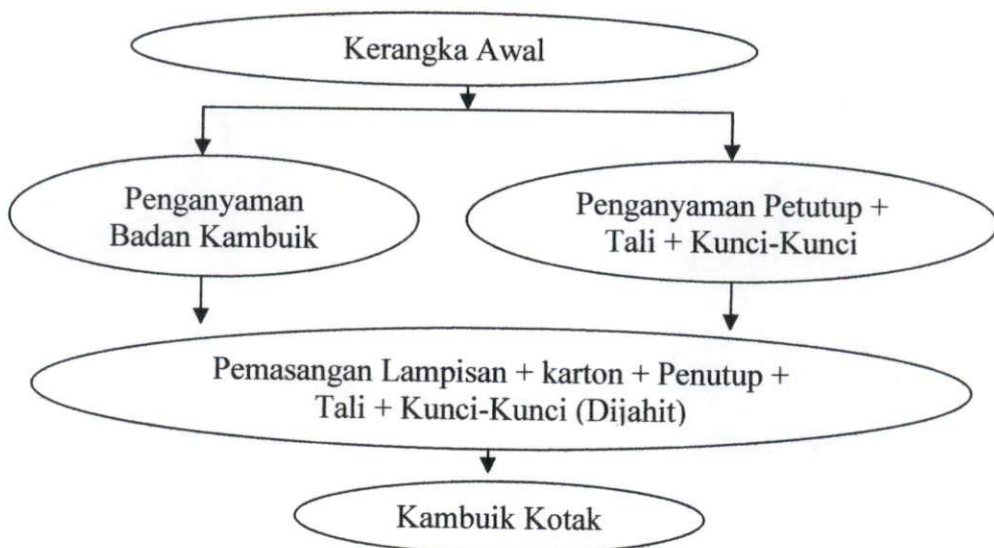 Kerangka Awal
Penganyaman
Badan Kambuik
Penganyaman Petutup +
Tali + Kunci-Kunci
Pemasangan Lampisan + karton + Penutup +
Tali + Kunci-Kunci (Dijahit)
Kambuik Kotak